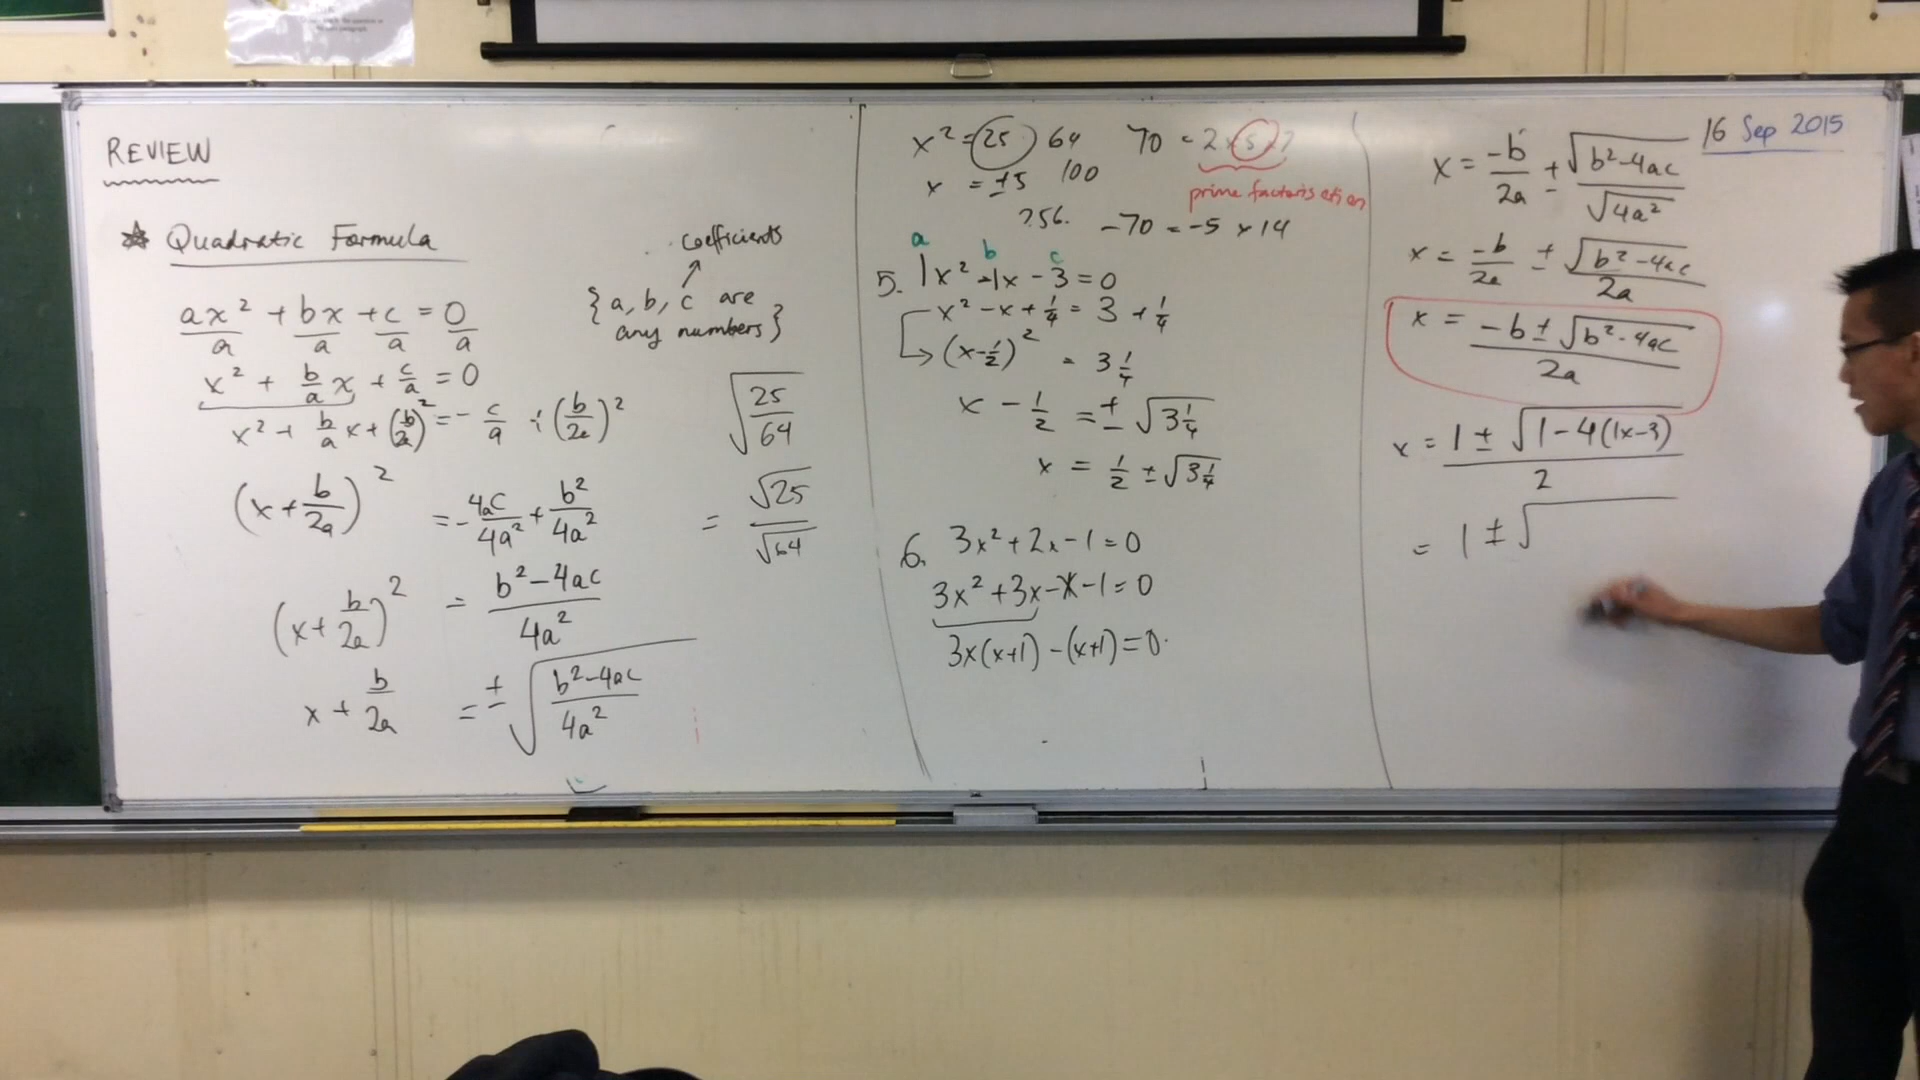 REVIEW
Quadratic Formula
ax² + bx + c = 0
a a a a
x² + b/a x + c/a = 0
x² + b/a x + (b/2a)² = - c/a + (b/2a)²
(x + b/2a)² = - 4ac/4a² + b²/4a²
(x + b/2a)² = b²-4ac/4a²
x + b/2a = ± √(b²-4ac/4a²)
coefficients
{a, b, c are
any numbers}
√(25/64)
= √25/√64
x² = 25 64
x = ±5 100
256.
70 = 2 x 5 x 7
prime factorisation
-70 = -5 x 14
a b c
5. 1x² - 1x - 3 = 0
x² - x + 1/4 = 3 + 1/4
(x - 1/2)² = 3 1/4
x - 1/2 = ± √3 1/4
x = 1/2 ± √3 1/4
6. 3x² + 2x - 1 = 0
3x² + 3x - x - 1 = 0
3x(x+1) - (x+1) = 0
16 Sep 2015
x = -b/2a ± √b²-4ac/√4a²
x = -b/2a ± √b²-4ac/2a
x = -b ± √b²-4ac/2a
x = 1 ± √1-4(1x-3)/2
= 1 ± √